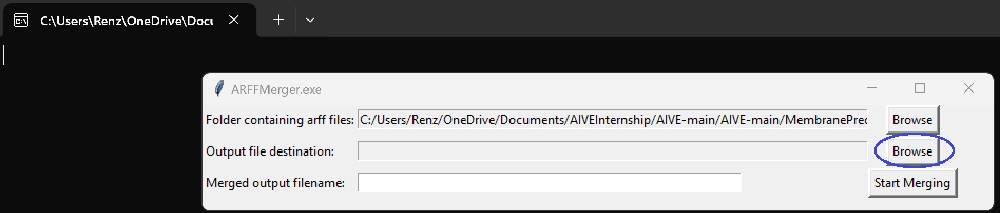 C:\Users\Renz\OneDrive\Docu
ARFFMerger.exe
Folder containing arff files: C:/Users/Renz/OneDrive/Documents/AIVEInternship/AIVE-main/AIVE-main/MembranePred Browse
Output file destination: Browse
Merged output filename: Start Merging